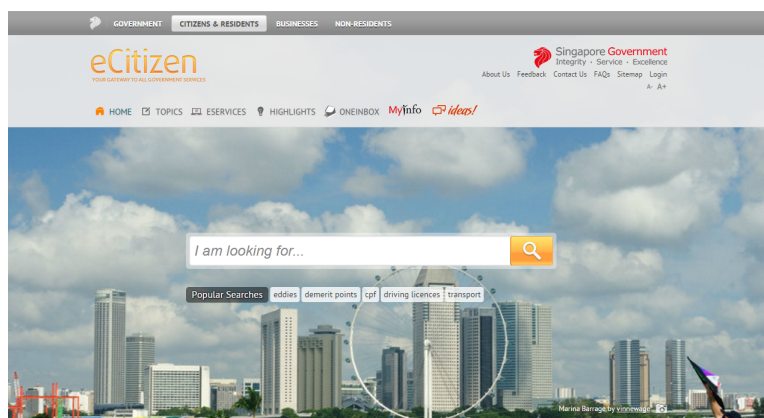 GOVERNMENT CITIZENS & RESIDENTS BUSINESSES NON-RESIDENTS
eCitizen
YOUR GATEWAY TO ALL GOVERNMENT SERVICES
Singapore Government
Integrity · Service · Excellence
About Us Feedback Contact Us FAQs Sitemap Login
A- A+
HOME TOPICS ESERVICES HIGHLIGHTS ONEINBOX MyInfo ideas!
I am looking for...
Popular Searches eddies demerit points cpf driving licences transport
Marina Barrage by vinnewage